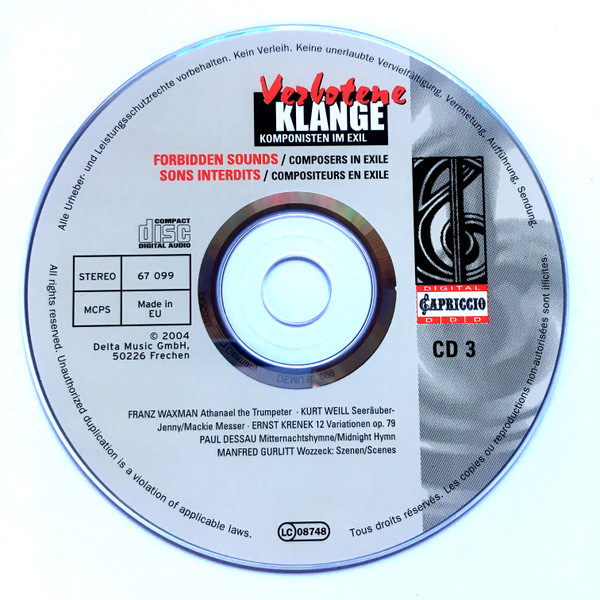 Alle Urheber- und Leistungsschutzrechte vorbehalten. Kein Verleih. Keine unerlaubte Vervielfältigung, Vermietung, Aufführung, Sendung.
Verbotene
KLÄNGE
KOMPONISTEN IM EXIL
FORBIDDEN SOUNDS / COMPOSERS IN EXILE
SONS INTERDITS / COMPOSITEURS EN EXILE
COMPACT
disc
DIGITAL AUDIO
STEREO 67 099
MCPS Made in
EU
© 2004
Delta Music GmbH,
50226 Frechen
DIGITAL
CAPRICCIO
DDD
CD 3
FRANZ WAXMAN Athanael the Trumpeter · KURT WEILL Seeräuber-
Jenny/Mackie Messer · ERNST KRENEK 12 Variationen op. 79
PAUL DESSAU Mitternachtshymne/Midnight Hymn
MANFRED GURLITT Wozzeck: Szenen/Scenes
LC 08748
All rights reserved. Unauthorized duplication is a violation of applicable laws.
Tous droits réservés. Les copies ou reproductions non-autorisées sont illicites.